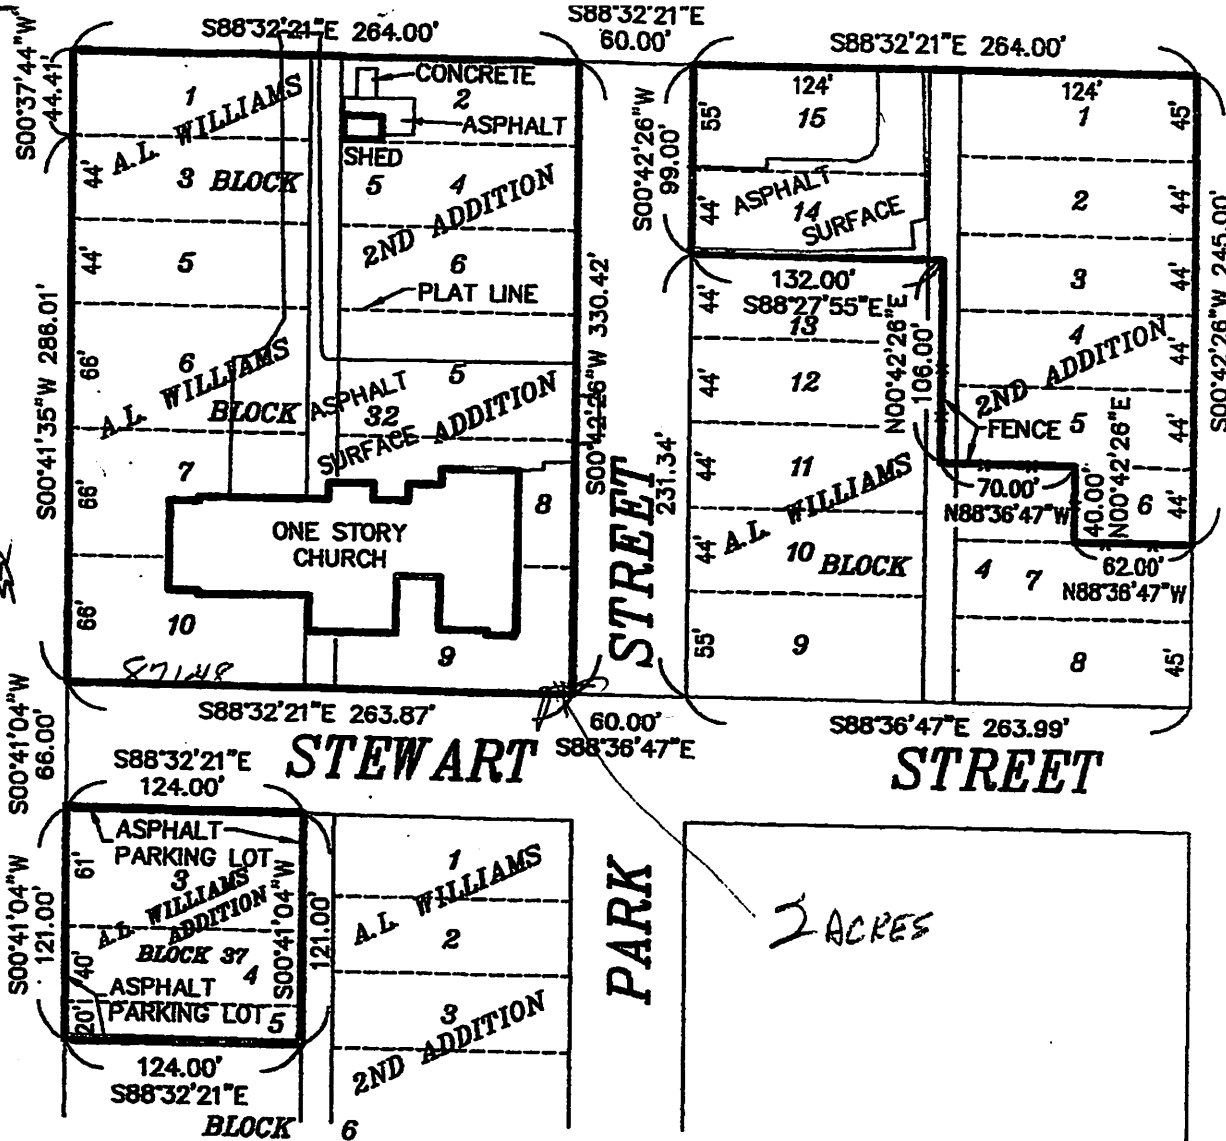 S88°32'21"E 264.00'
S88°32'21"E
60.00'
S88°32'21"E 264.00'
S00°37'44"W
44.41'
1
A.L. WILLIAMS
CONCRETE
2
ASPHALT
SHED
44'
3 BLOCK
5
4
2ND ADDITION
44'
5
6
PLAT LINE
S00°41'35"W 286.01'
66'
6
A.L. WILLIAMS
BLOCK
ASPHALT
32
SURFACE
5
ADDITION
66'
7
8
ONE STORY
CHURCH
66'
10
9
87148
S00°42'26"W 330.42'
S00°42'26"W
99.00'
55'
124'
15
124'
1
45'
44'
ASPHALT
14
SURFACE
2
44'
132.00'
S88°27'55"E
3
44'
44'
13
N00°42'26"E
106.00'
4
44'
2ND ADDITION
S00°42'26"W 245.00'
44'
12
FENCE
5
44'
231.34'
44'
11
70.00'
N88°36'47"W
40.00'
N00°42'26"E
6
44'
A.L. WILLIAMS
44'
10 BLOCK
4
7
62.00'
N88°36'47"W
55'
9
8
45'
STREET
S00°41'04"W
66.00'
S88°32'21"E 263.87'
60.00'
S88°36'47"E
S88°36'47"E 263.99'
STEWART
STREET
S88°32'21"E
124.00'
ASPHALT
PARKING LOT
61'
3
A.L. WILLIAMS
ADDITION
BLOCK 37
40'
4
ASPHALT
PARKING LOT
20'
5
S00°41'04"W
121.00'
S00°41'04"W
121.00'
1
A.L. WILLIAMS
2
3
2ND ADDITION
PARK
2 ACRES
124.00'
S88°32'21"E
BLOCK
6